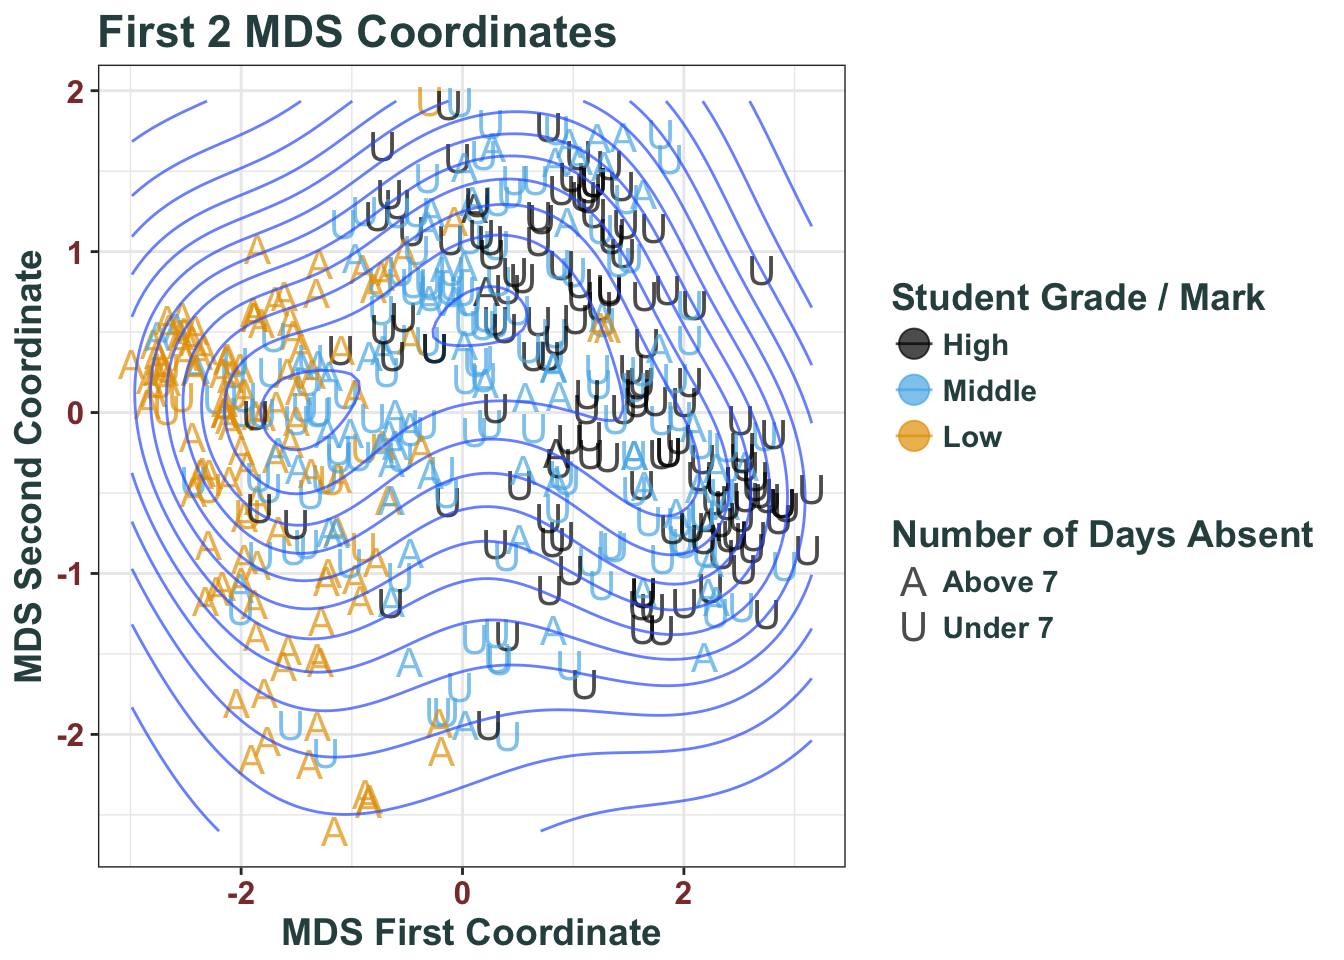 First 2 MDS Coordinates
2
1
0
-1
-2
-2
0
2
MDS Second Coordinate
MDS First Coordinate
Student Grade / Mark
High
Middle
Low
Number of Days Absent
A Above 7
U Under 7